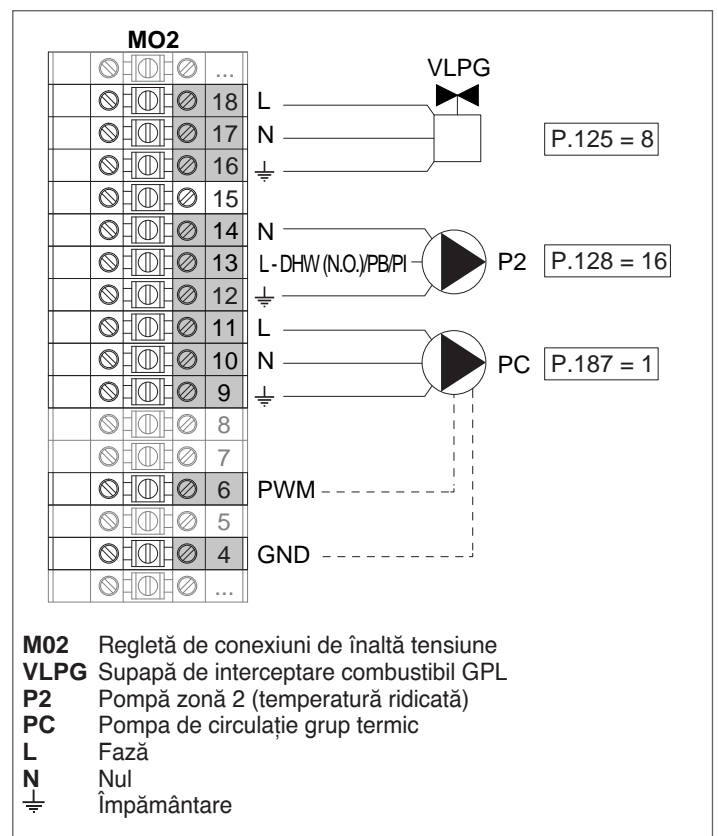 MO2
...
VLPG
18 L
17 N
P.125 = 8
16
15
14 N
13 L - DHW (N.O.)/PB/PI
P2 P.128 = 16
12
11 L
10 N
PC P.187 = 1
9
8
7
6 PWM
5
4 GND
...
M02 Regletă de conexiuni de înaltă tensiune
VLPG Supapă de interceptare combustibil GPL
P2 Pompă zonă 2 (temperatură ridicată)
PC Pompa de circulație grup termic
L Fază
N Nul
⏚ Împământare